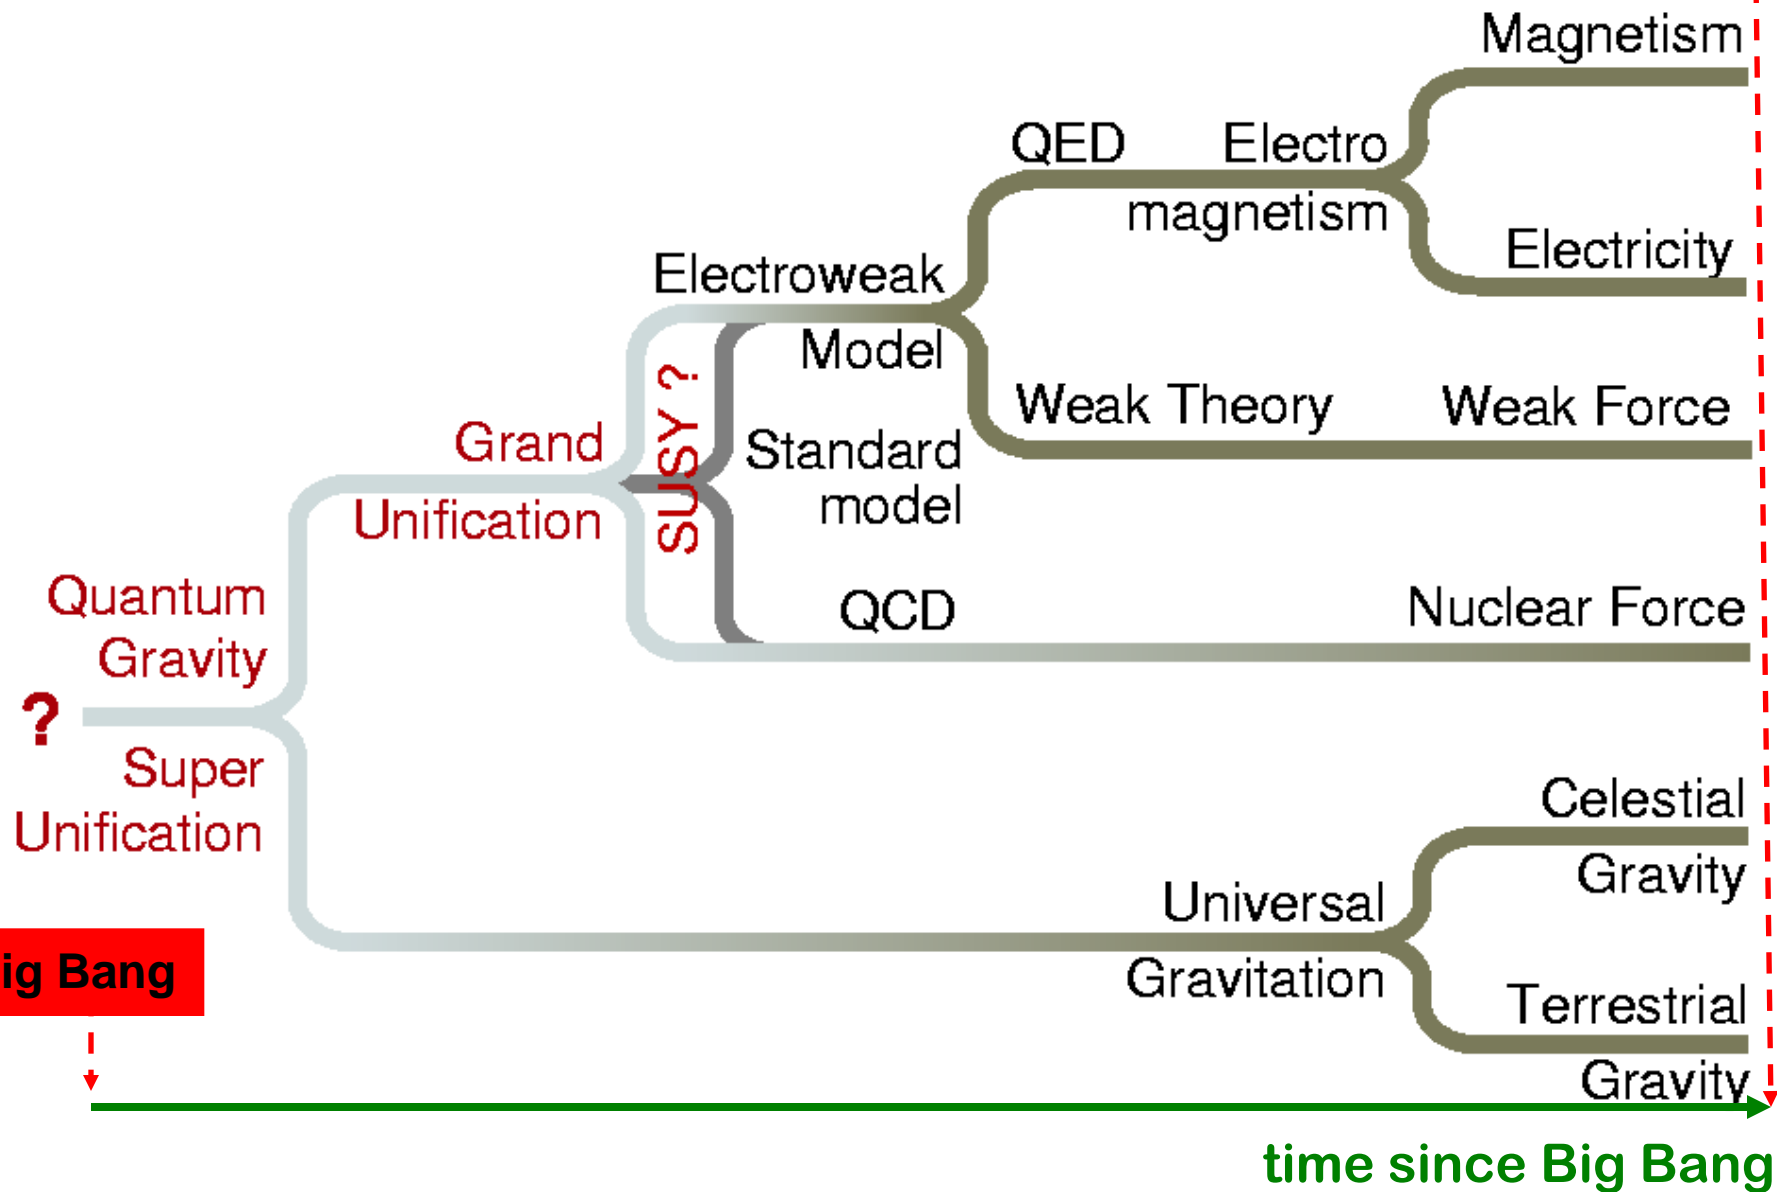 Magnetism
QED Electro
magnetism
Electricity
Electroweak
Model
Weak Theory Weak Force
Grand
Unification
SUSY ?
Standard
model
QCD Nuclear Force
Quantum
Gravity
?
Super
Unification
Celestial
Gravity
Universal
Gravitation
ig Bang
Terrestrial
Gravity
time since Big Bang